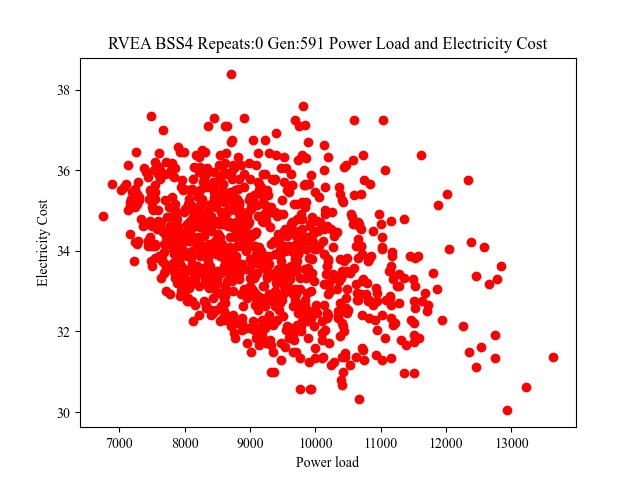 RVEA BSS4 Repeats:0 Gen:591 Power Load and Electricity Cost
38
36
34
32
30
Electricity Cost
7000 8000 9000 10000 11000 12000 13000
Power load